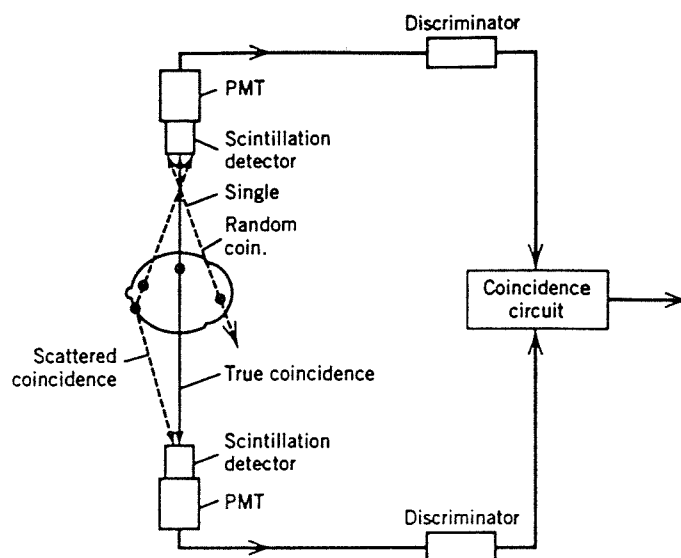 Discriminator
PMT
Scintillation
detector
Single
Random
coin.
Coincidence
circuit
Scattered
coincidence
True coincidence
Scintillation
detector
PMT
Discriminator